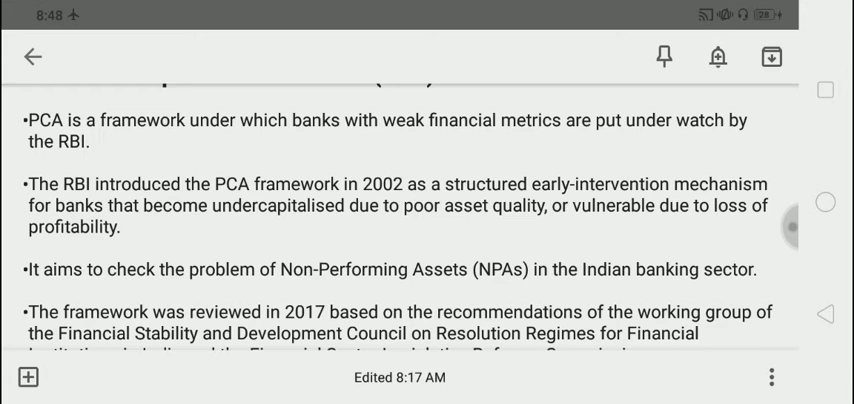 8:48
28
•PCA is a framework under which banks with weak financial metrics are put under watch by
the RBI.
•The RBI introduced the PCA framework in 2002 as a structured early-intervention mechanism
for banks that become undercapitalised due to poor asset quality, or vulnerable due to loss of
profitability.
•It aims to check the problem of Non-Performing Assets (NPAs) in the Indian banking sector.
•The framework was reviewed in 2017 based on the recommendations of the working group of
the Financial Stability and Development Council on Resolution Regimes for Financial
Edited 8:17 AM